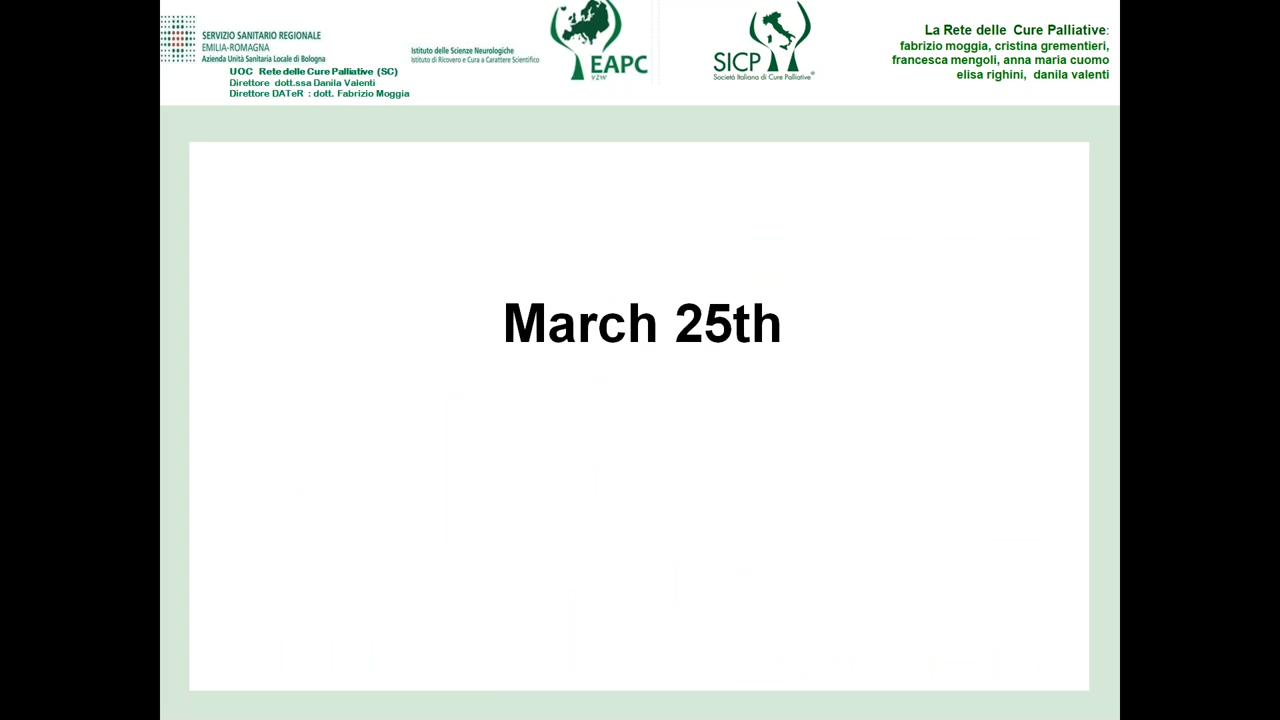 SERVIZIO SANITARIO REGIONALE
EMILIA-ROMAGNA
Azienda Unità Sanitaria Locale di Bologna
UOC Rete delle Cure Palliative (SC)
Direttore dott.ssa Danila Valenti
Direttore DATeR : dott. Fabrizio Moggia
Istituto delle Scienze Neurologiche
Istituto di Ricovero e Cura a Carattere Scientifico
EAPC
VZW
SICP
Società Italiana di Cure Palliative®
La Rete delle Cure Palliative:
fabrizio moggia, cristina grementieri,
francesca mengoli, anna maria cuomo
elisa righini, danila valenti
March 25th